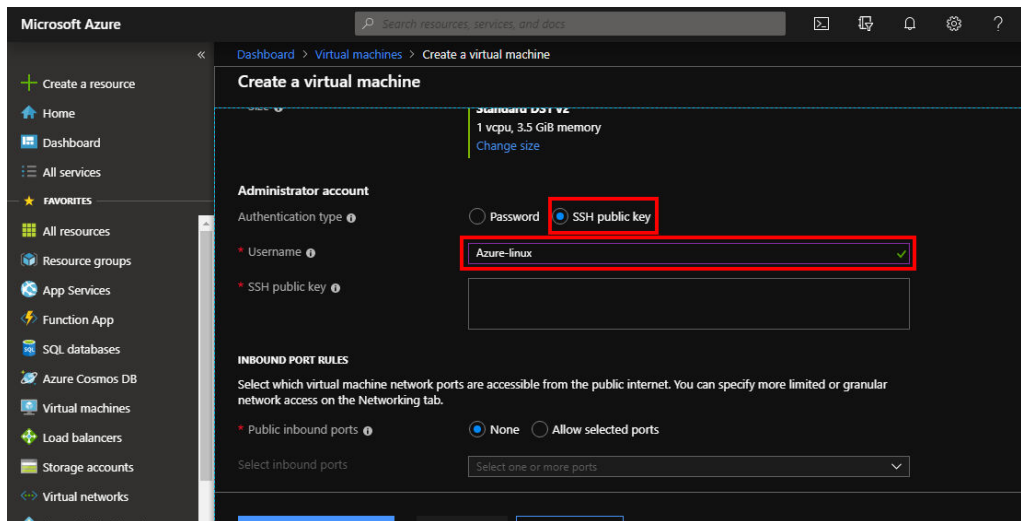 Microsoft Azure
Search resources, services, and docs
«
Dashboard > Virtual machines > Create a virtual machine
Create a virtual machine
Create a resource
Home
Dashboard
All services
FAVORITES
All resources
Resource groups
App Services
Function App
SQL databases
Azure Cosmos DB
Virtual machines
Load balancers
Storage accounts
Virtual networks
Size
Standard DS1 v2
1 vcpu, 3.5 GiB memory
Change size
Administrator account
Authentication type
Password
SSH public key
* Username
Azure-linux
* SSH public key
INBOUND PORT RULES
Select which virtual machine network ports are accessible from the public internet. You can specify more limited or granular
network access on the Networking tab.
* Public inbound ports
None
Allow selected ports
Select inbound ports
Select one or more ports